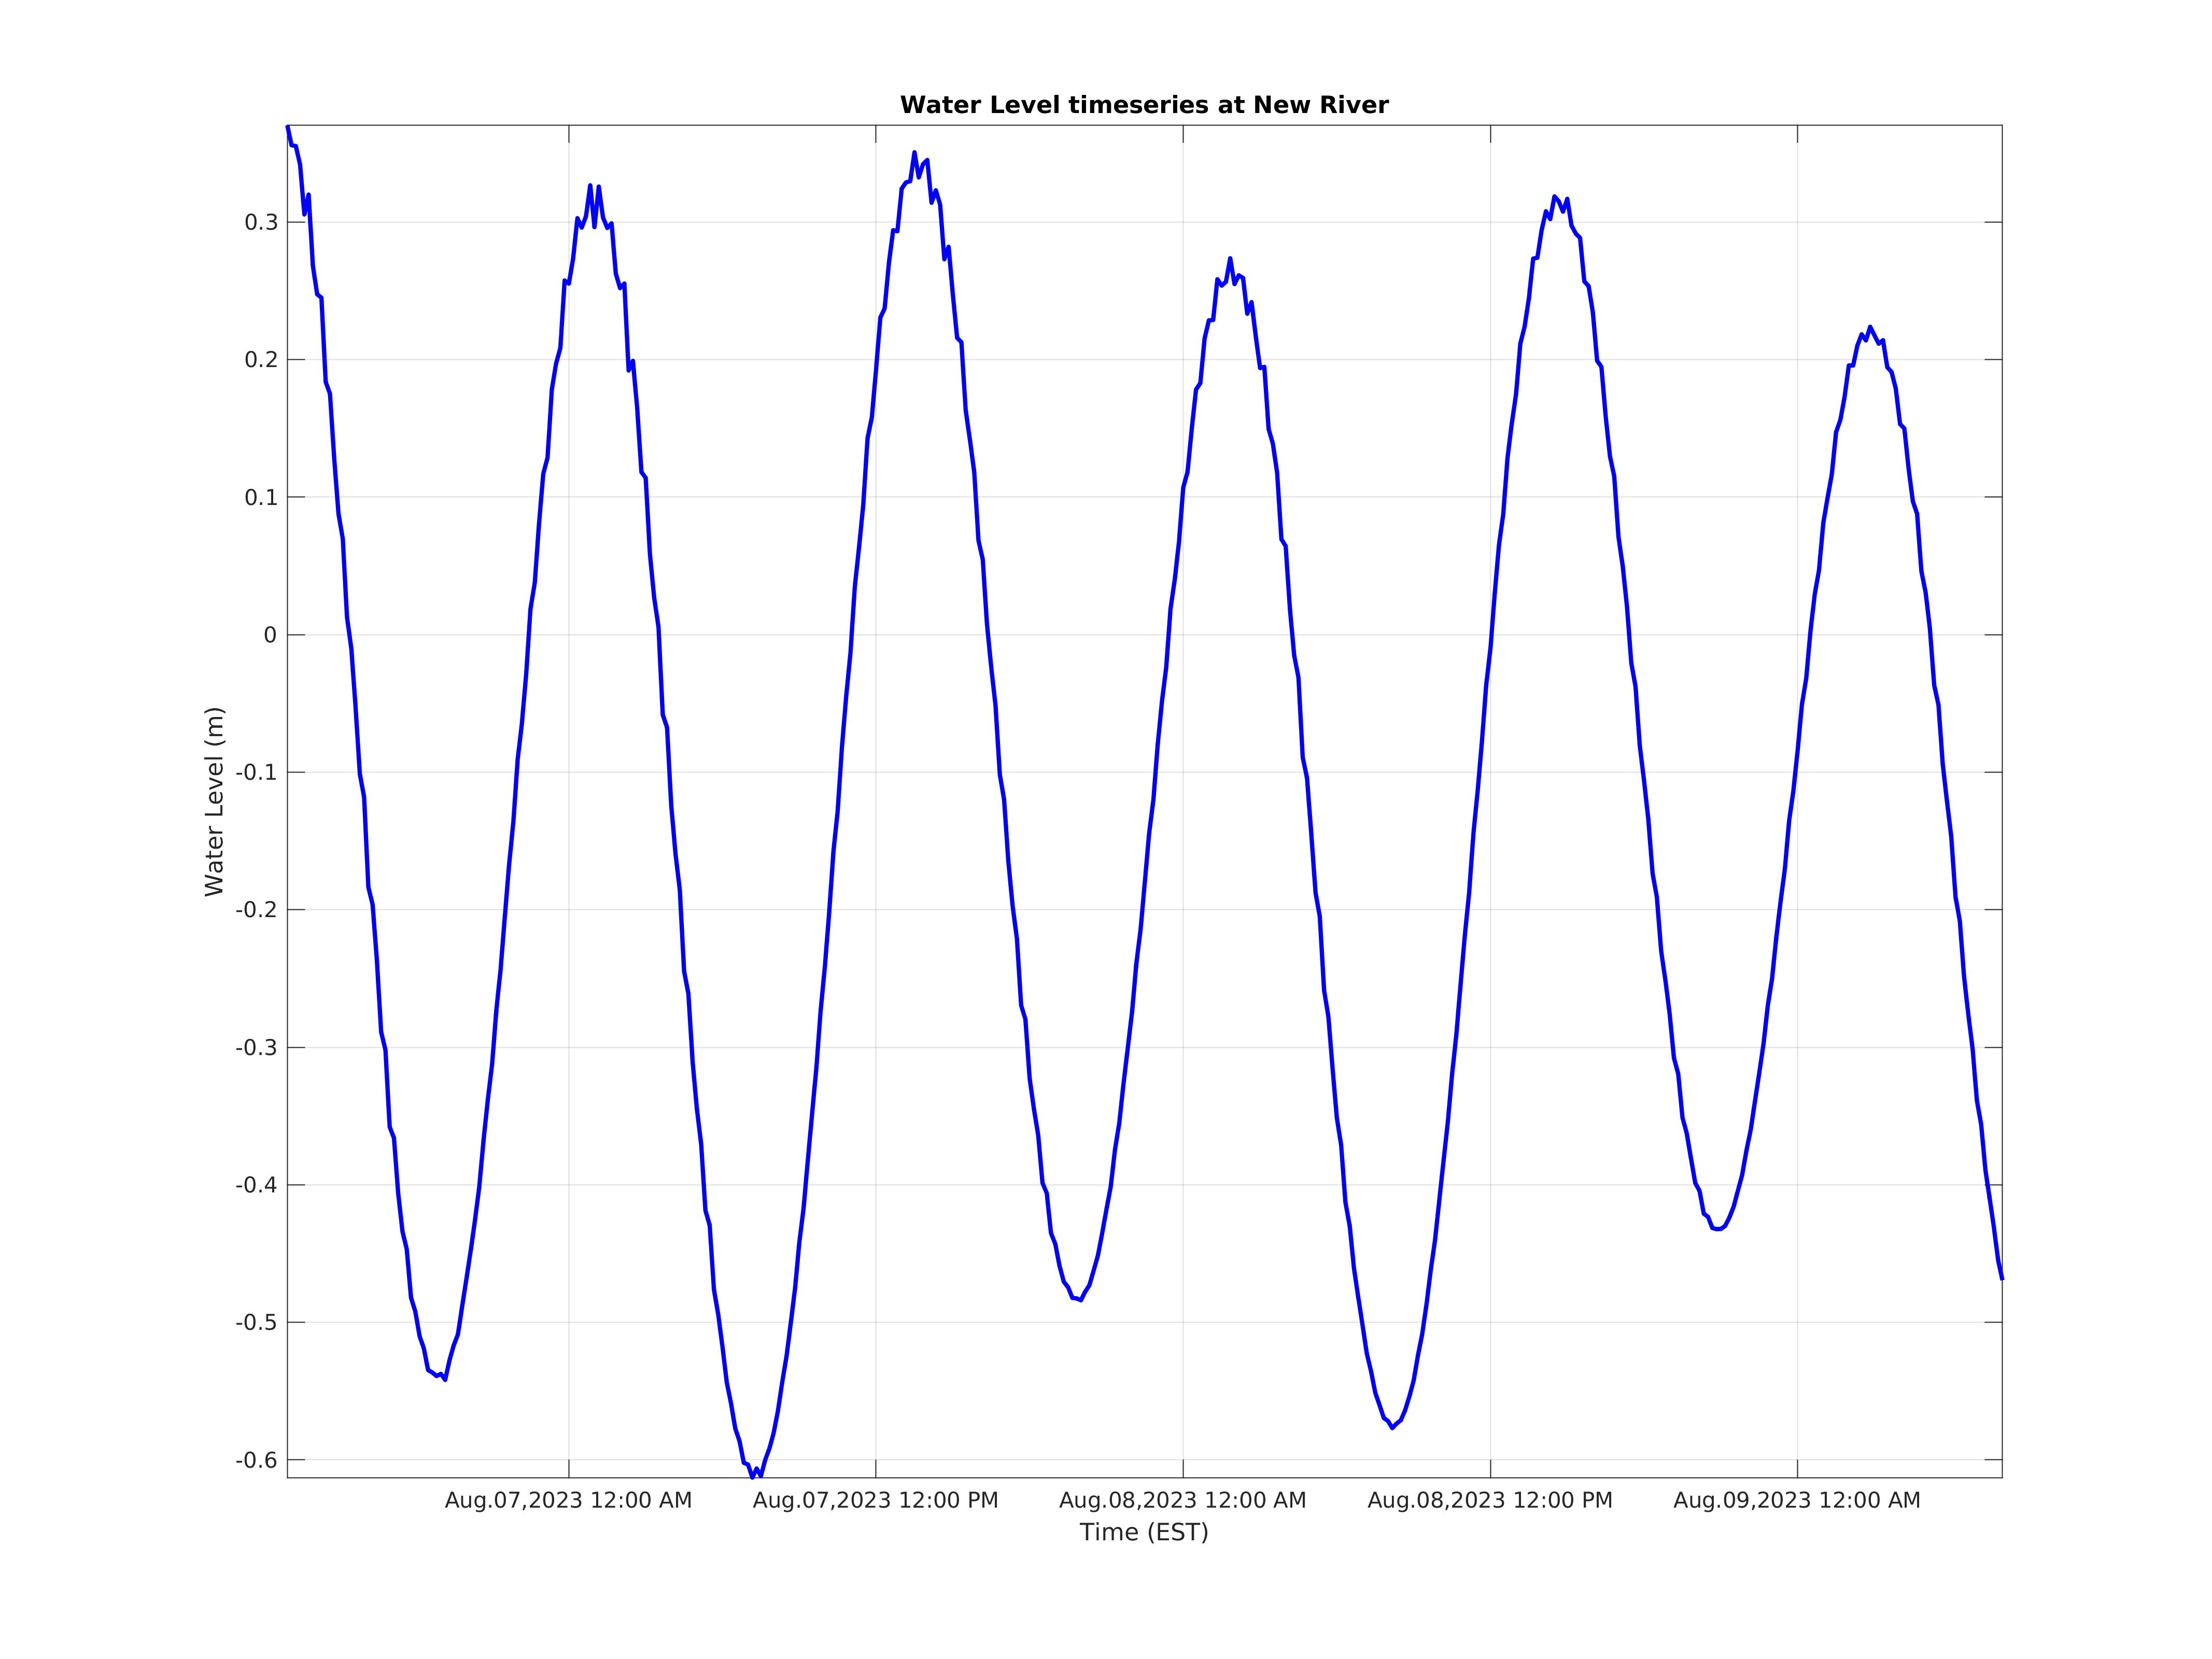 Water Level timeseries at New River
0.3
0.2
0.1
0
-0.1
-0.2
-0.3
-0.4
-0.5
-0.6
Water Level (m)
Aug.07,2023 12:00 AM
Aug.07,2023 12:00 PM
Aug.08,2023 12:00 AM
Aug.08,2023 12:00 PM
Aug.09,2023 12:00 AM
Time (EST)